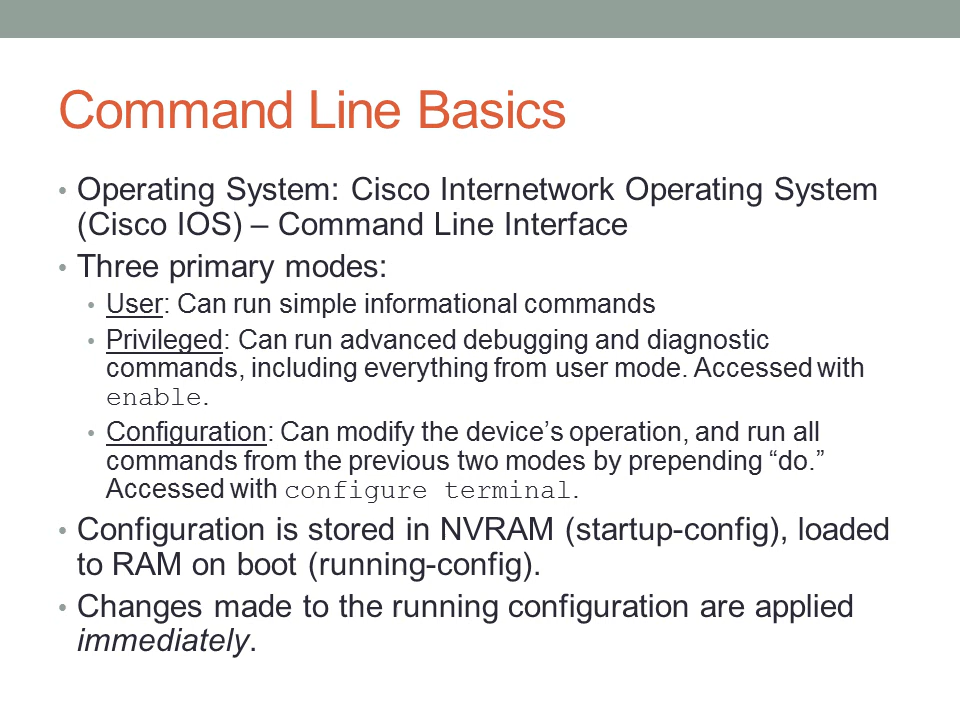 Command Line Basics
• Operating System: Cisco Internetwork Operating System
(Cisco IOS) – Command Line Interface
• Three primary modes:
• User: Can run simple informational commands
• Privileged: Can run advanced debugging and diagnostic
commands, including everything from user mode. Accessed with
enable.
• Configuration: Can modify the device’s operation, and run all
commands from the previous two modes by prepending “do.”
Accessed with configure terminal.
• Configuration is stored in NVRAM (startup-config), loaded
to RAM on boot (running-config).
• Changes made to the running configuration are applied
immediately.